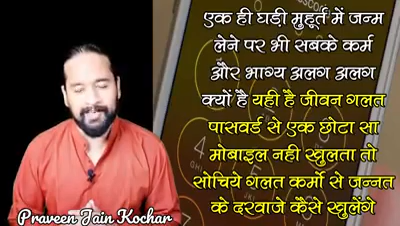 एक ही घड़ी मुहूर्त में जन्म
लेने पर भी सबके कर्म
और भाग्य अलग अलग
क्यों है यही है जीवन गलत
पासवर्ड से एक छोटा सा
मोबाइल नही खुलता तो
सोचिये गलत कर्मो से जन्नत
के दरवाजे कैसे खुलेंगे
Praveen Jain Kochar